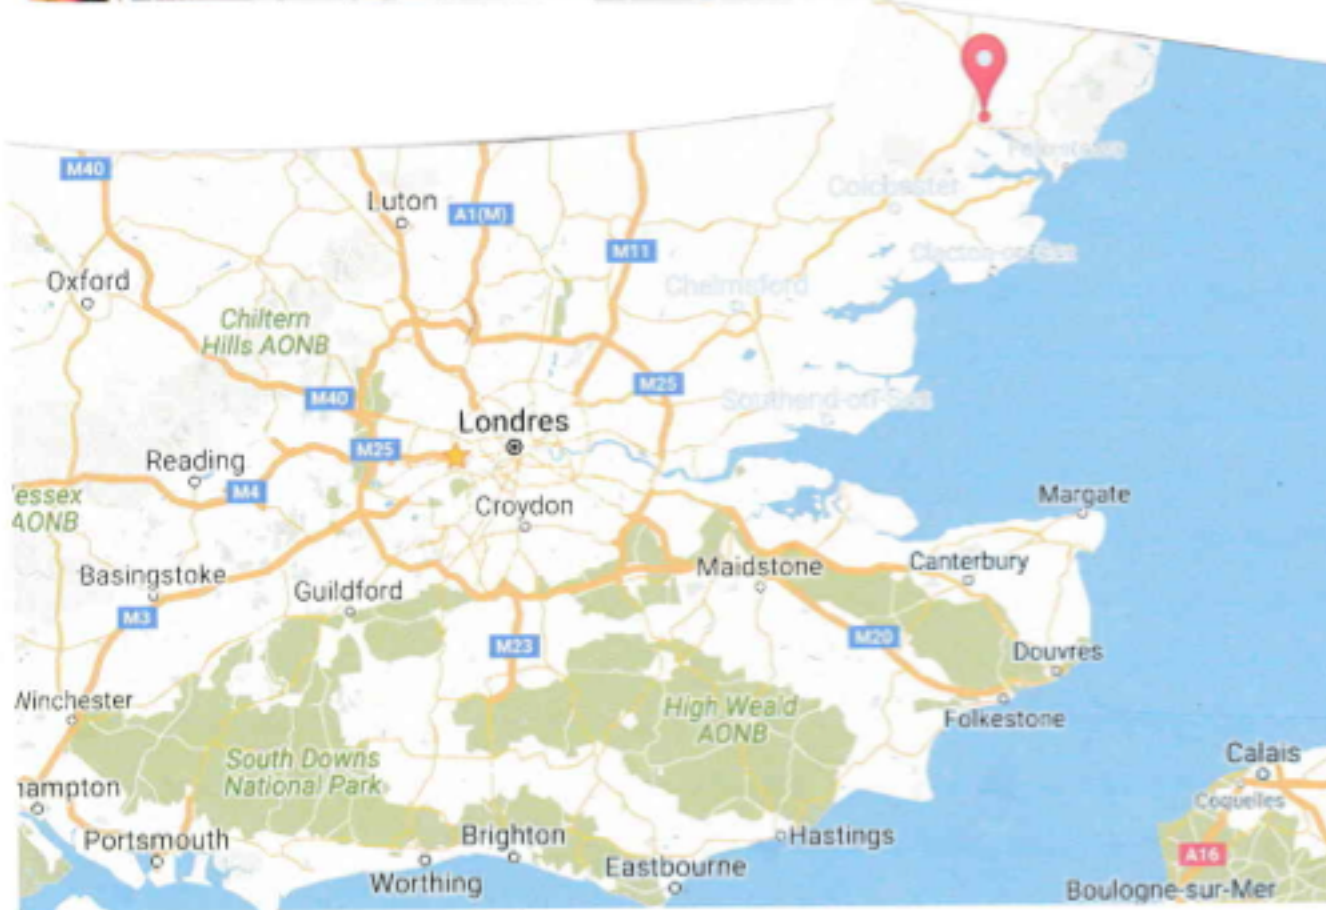 M40
Luton
A1(M)
Felixstowe
Colchester
M11
Clacton-on-Sea
Oxford
Chelmsford
Chiltern
Hills AONB
M25
M40
Southend-on-Sea
Londres
M25
Reading
M4
essex
AONB
Croydon
Margate
Basingstoke
Guildford
Maidstone
Canterbury
M3
M23
M20
Douvres
Winchester
High Weald
AONB
Folkestone
South Downs
National Park
Calais
hampton
Coquelles
Portsmouth
Brighton
Hastings
A16
Eastbourne
Worthing
Boulogne-sur-Mer